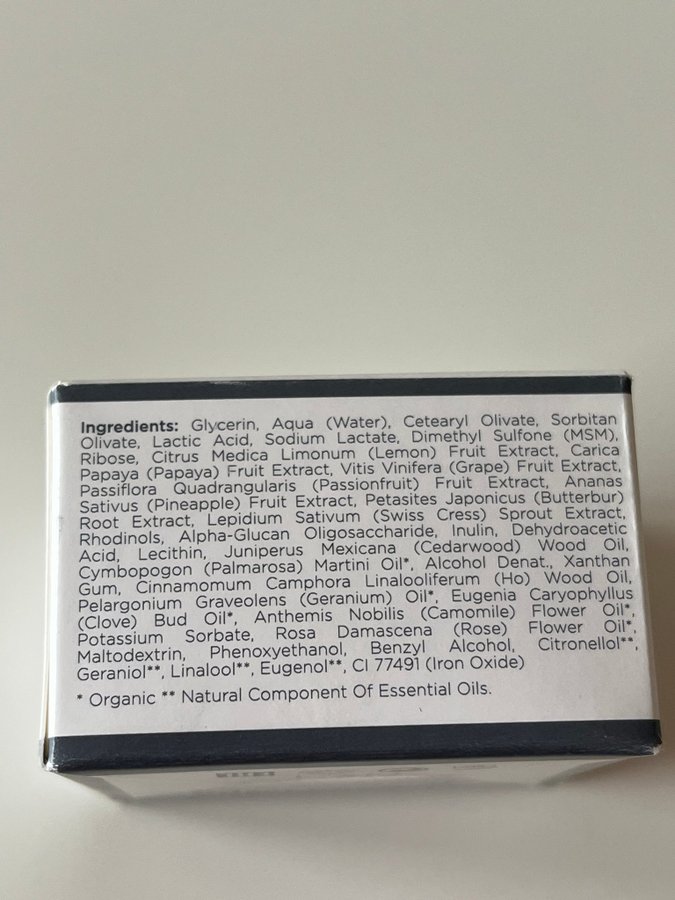 Ingredients: Glycerin, Aqua (Water), Cetearyl Olivate, Sorbitan
Olivate, Lactic Acid, Sodium Lactate, Dimethyl Sulfone (MSM),
Ribose, Citrus Medica Limonum (Lemon) Fruit Extract, Carica
Papaya (Papaya) Fruit Extract, Vitis Vinifera (Grape) Fruit Extract,
Passiflora Quadrangularis (Passionfruit) Fruit Extract, Ananas
Sativus (Pineapple) Fruit Extract, Petasites Japonicus (Butterbur)
Root Extract, Lepidium Sativum (Swiss Cress) Sprout Extract,
Rhodinols, Alpha-Glucan Oligosaccharide, Inulin, Dehydroacetic
Acid, Lecithin, Juniperus Mexicana (Cedarwood) Wood Oil,
Cymbopogon (Palmarosa) Martini Oil*, Alcohol Denat., Xanthan
Gum, Cinnamomum Camphora Linalooliferum (Ho) Wood Oil,
Pelargonium Graveolens (Geranium) Oil*, Eugenia Caryophyllus
(Clove) Bud Oil*, Anthemis Nobilis (Camomile) Flower Oil*,
Potassium Sorbate, Rosa Damascena (Rose) Flower Oil*,
Maltodextrin, Phenoxyethanol, Benzyl Alcohol, Citronellol**,
Geraniol**, Linalool**, Eugenol**, CI 77491 (Iron Oxide)
* Organic ** Natural Component Of Essential Oils.